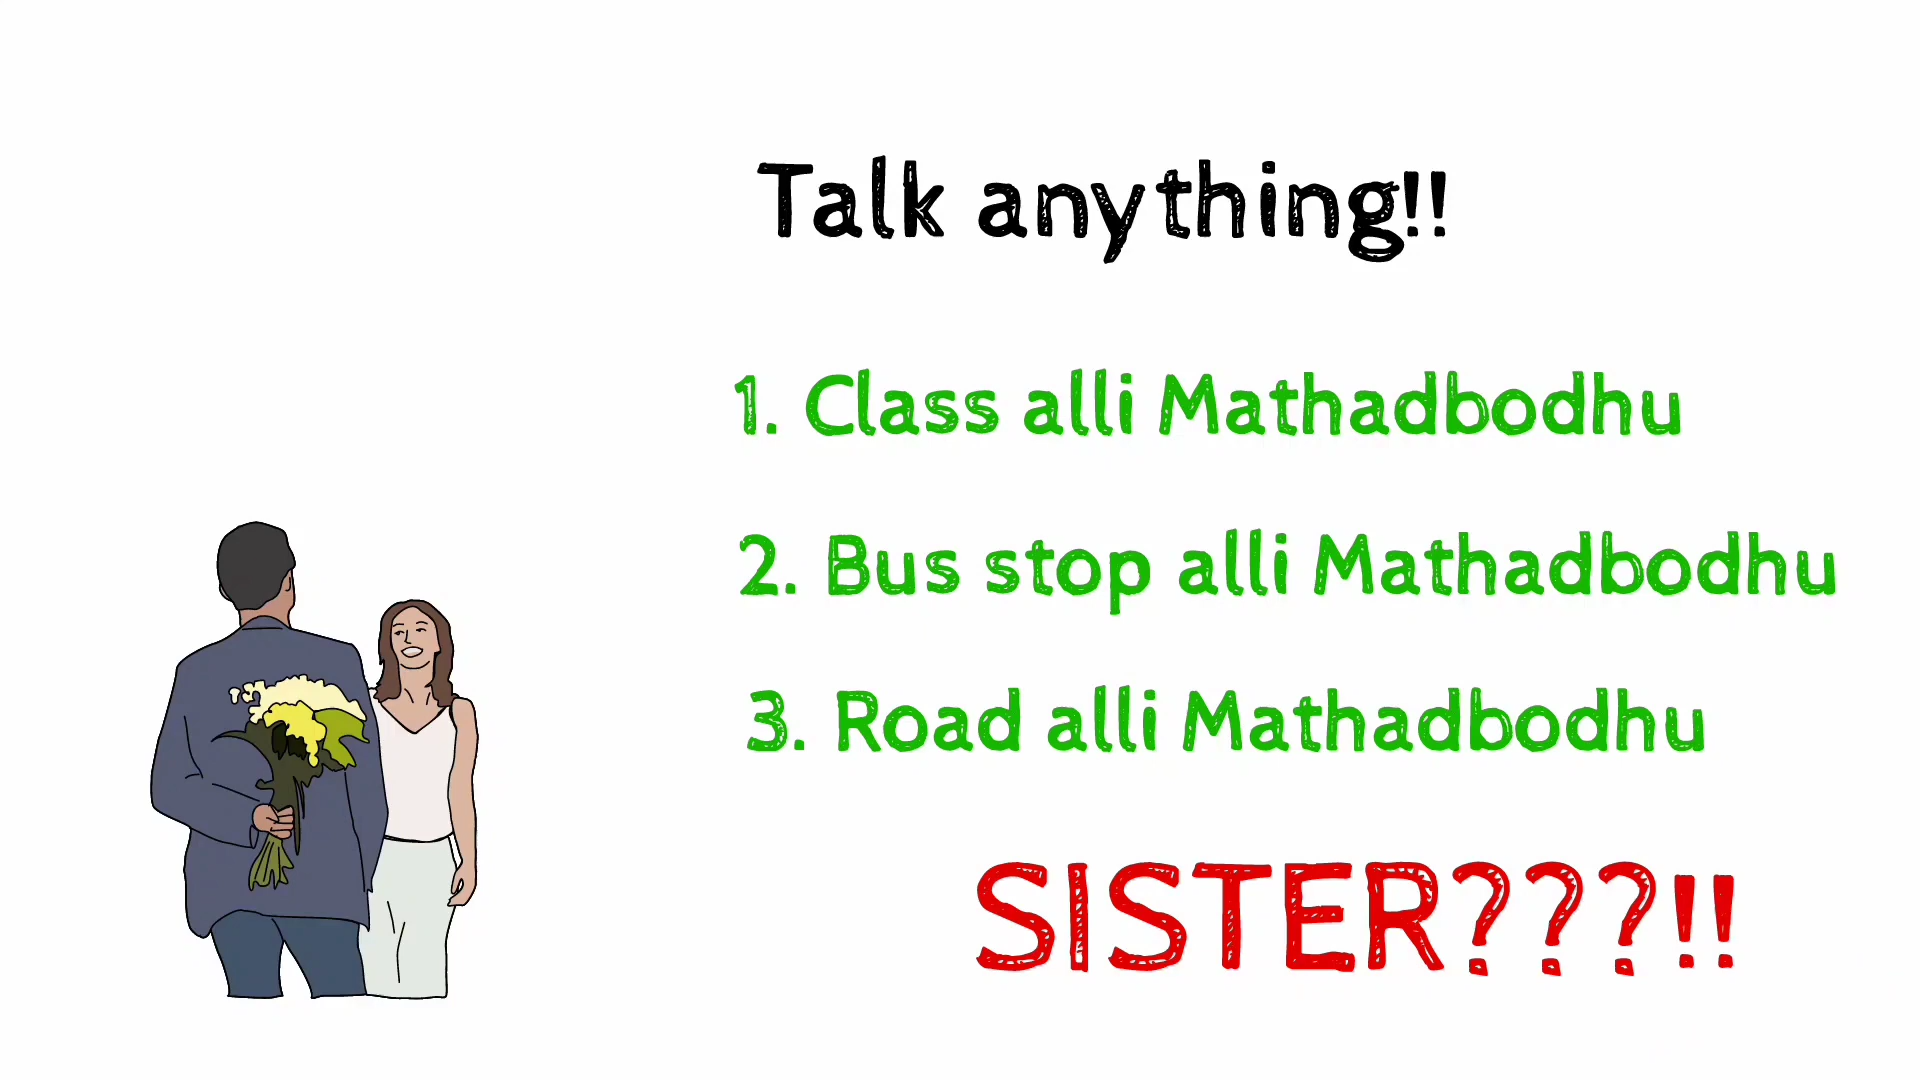 Talk anything!!
1. Class alli Mathadbodhu
2. Bus stop alli Mathadbodhu
3. Road alli Mathadbodhu
SISTER???!!